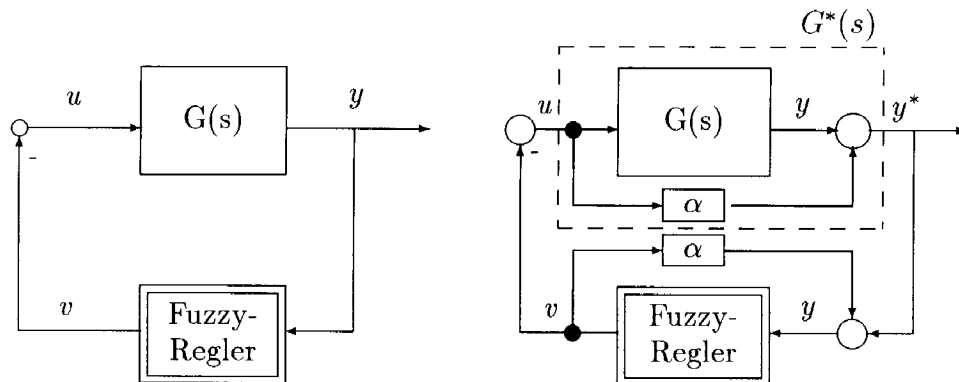 u
G(s)
y
-
v
Fuzzy-
Regler
G*(s)
u
G(s)
y
y*
-
α
α
v
Fuzzy-
Regler
y